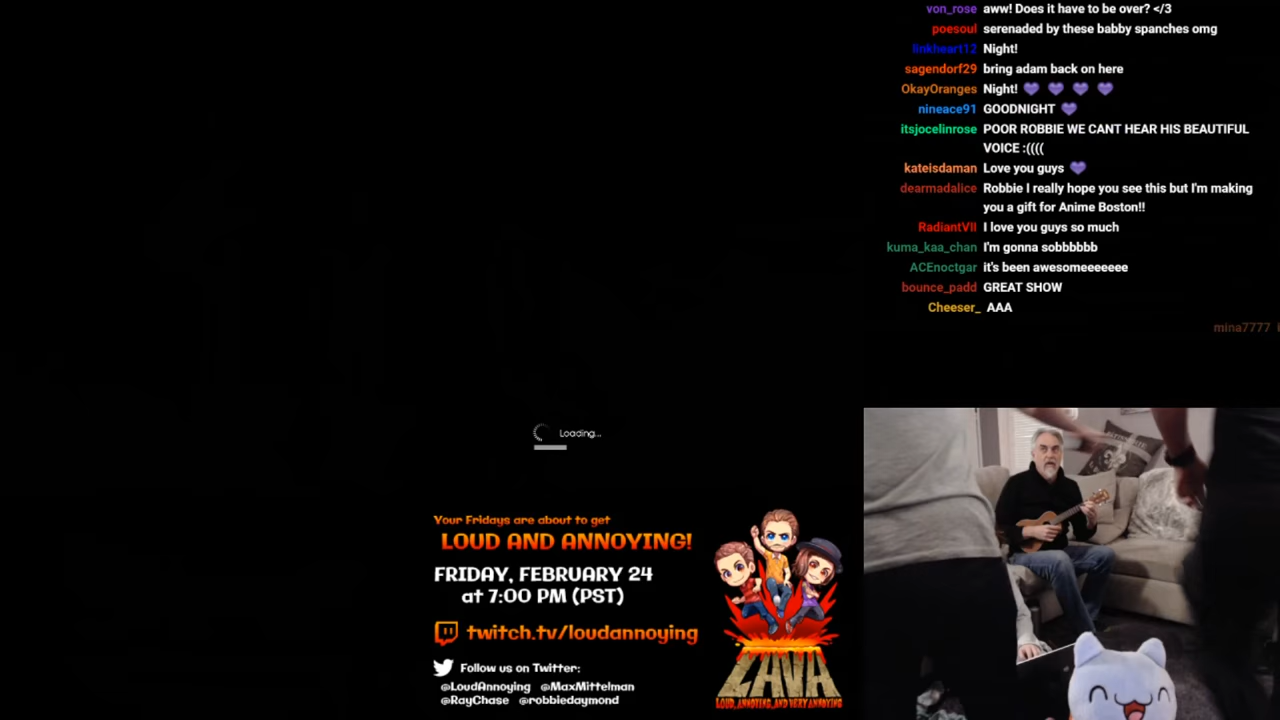 von_rose aww! Does it have to be over? </3
poesoul serenaded by these babby spanches omg
linkheart12 Night!
sagendorf29 bring adam back on here
OkayOranges Night! 💜 💜 💜 💜
nineace91 GOODNIGHT 💜
itsjocelinrose POOR ROBBIE WE CANT HEAR HIS BEAUTIFUL
VOICE :((((
kateisdaman Love you guys 💜
dearmadalice Robbie I really hope you see this but I'm making
you a gift for Anime Boston!!
RadiantVII I love you guys so much
kuma_kaa_chan I'm gonna sobbbbbb
ACEnoctgar it's been awesomeeeeee
bounce_padd GREAT SHOW
Cheeser_ AAA
mina7777
Loading...
Your Fridays are about to get
LOUD AND ANNOYING!
FRIDAY, FEBRUARY 24
at 7:00 PM (PST)
twitch.tv/loudannoying
Follow us on Twitter:
@LoudAnnoying @MaxMittelman
@RayChase @robbiedaymond
LAVA
LOUD, ANNOYING, AND VERY ANNOYING